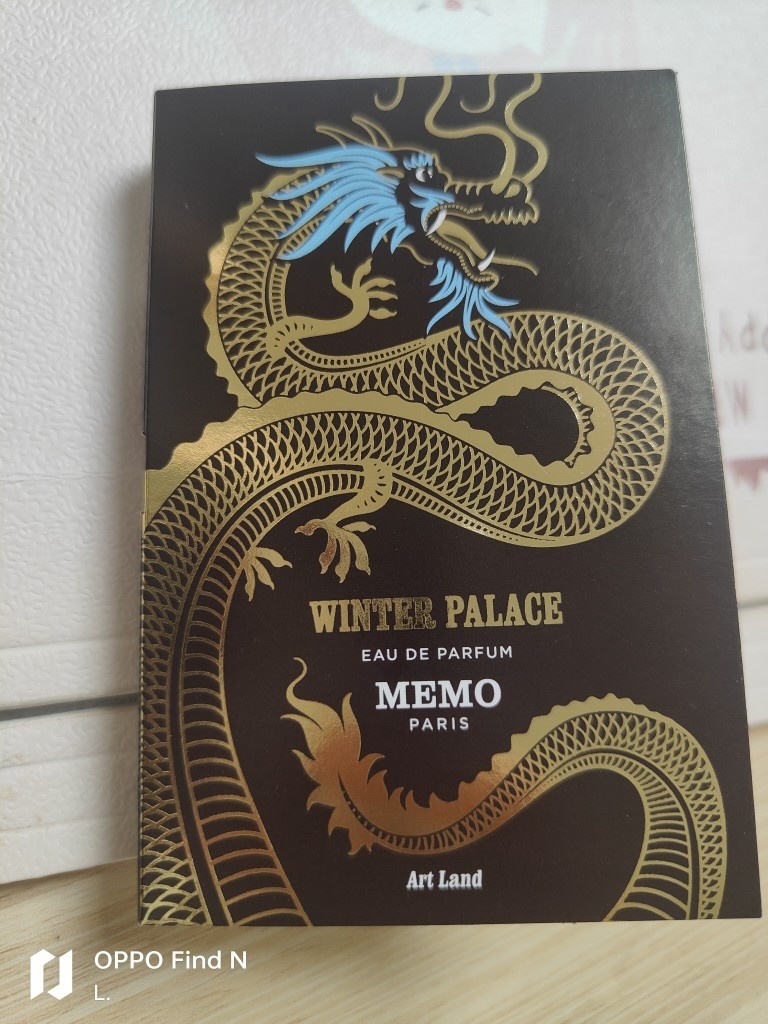 WINTER PALACE
EAU DE PARFUM
MEMO
PARIS
Art Land
OPPO Find N
L.